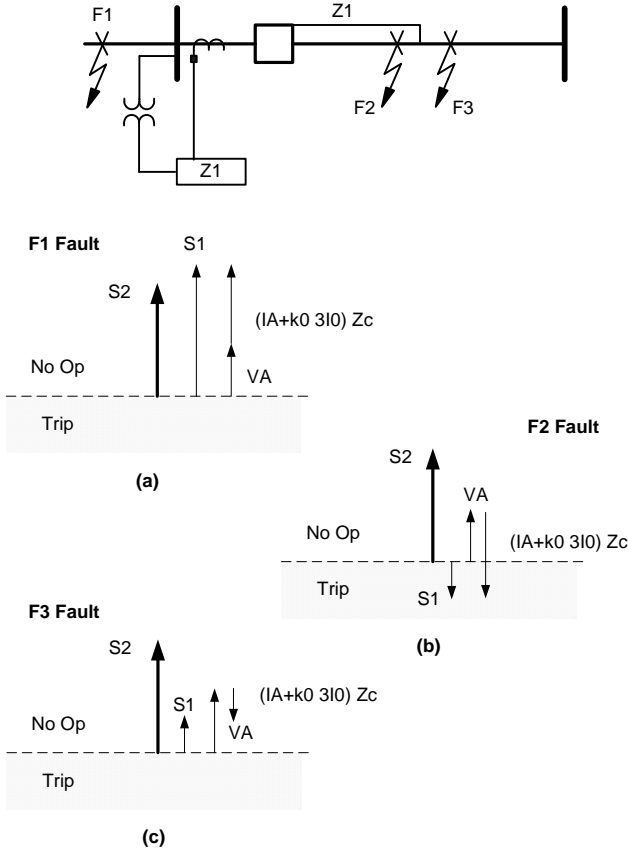 F1
Z1
F2
F3
Z1
F1 Fault
S1
S2
(IA+k0 3I0) Zc
No Op
VA
Trip
(a)
F2 Fault
S2
VA
No Op
(IA+k0 3I0) Zc
Trip
S1
(b)
F3 Fault
S2
S1
(IA+k0 3I0) Zc
No Op
VA
Trip
(c)